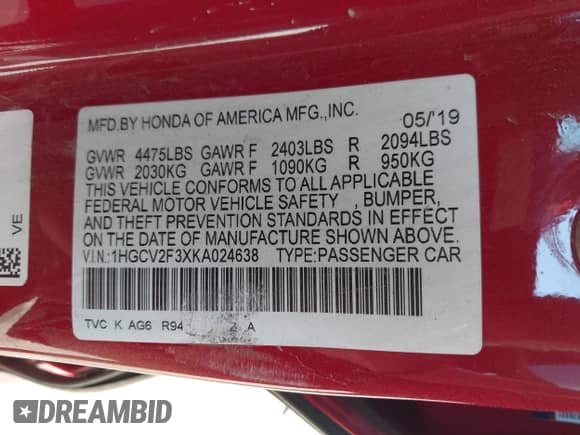 MFD.BY HONDA OF AMERICA MFG.,INC. 05/'19
GVWR 4475LBS GAWR F 2403LBS R 2094LBS
GVWR 2030KG GAWR F 1090KG R 950KG
THIS VEHICLE CONFORMS TO ALL APPLICABLE
FEDERAL MOTOR VEHICLE SAFETY , BUMPER,
AND THEFT PREVENTION STANDARDS IN EFFECT
ON THE DATE OF MANUFACTURE SHOWN ABOVE.
V.I.N.:1HGCV2F3XKA024638 TYPE:PASSENGER CAR
TVC K AG6 R94 A
VE
DREAMBID